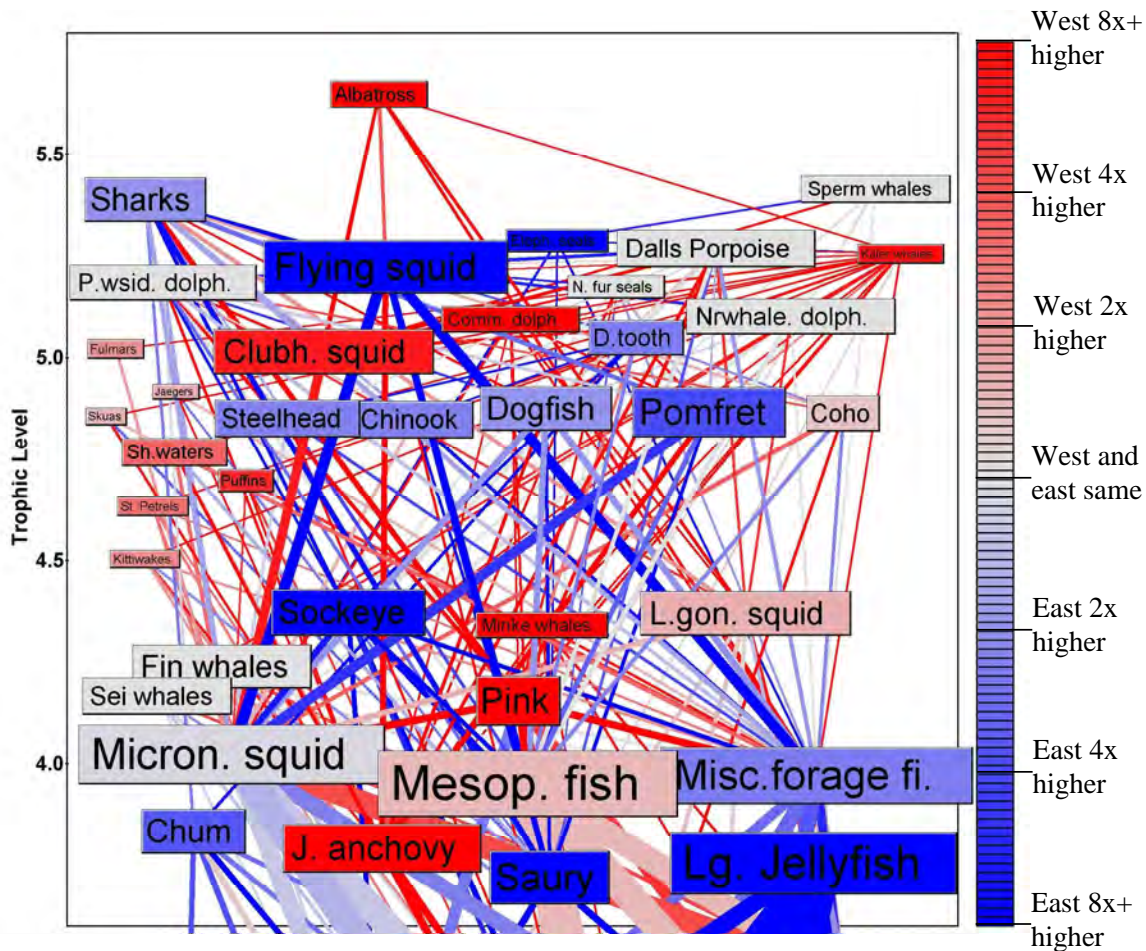 West 8x+
higher
Albatross
5.5
Sharks
Sperm whales
West 4x
higher
Eleph. seals
Dalls Porpoise
Killer whales
Flying squid
P.wsid. dolph.
N. fur seals
Comm. dolph.
Nrwhale. dolph.
West 2x
higher
Fulmars
5.0
Clubh. squid
D.tooth
Jaegers
Skuas
Steelhead
Chinook
Dogfish
Pomfret
Coho
Sh.waters
Puffins
West and
east same
St. Petrels
Trophic Level
4.5
Kittiwakes
Sockeye
Minke whales
L.gon. squid
East 2x
higher
Fin whales
Sei whales
Pink
4.0
Micron. squid
Mesop. fish
Misc.forage fi.
East 4x
higher
Chum
J. anchovy
Saury
Lg. Jellyfish
East 8x+
higher